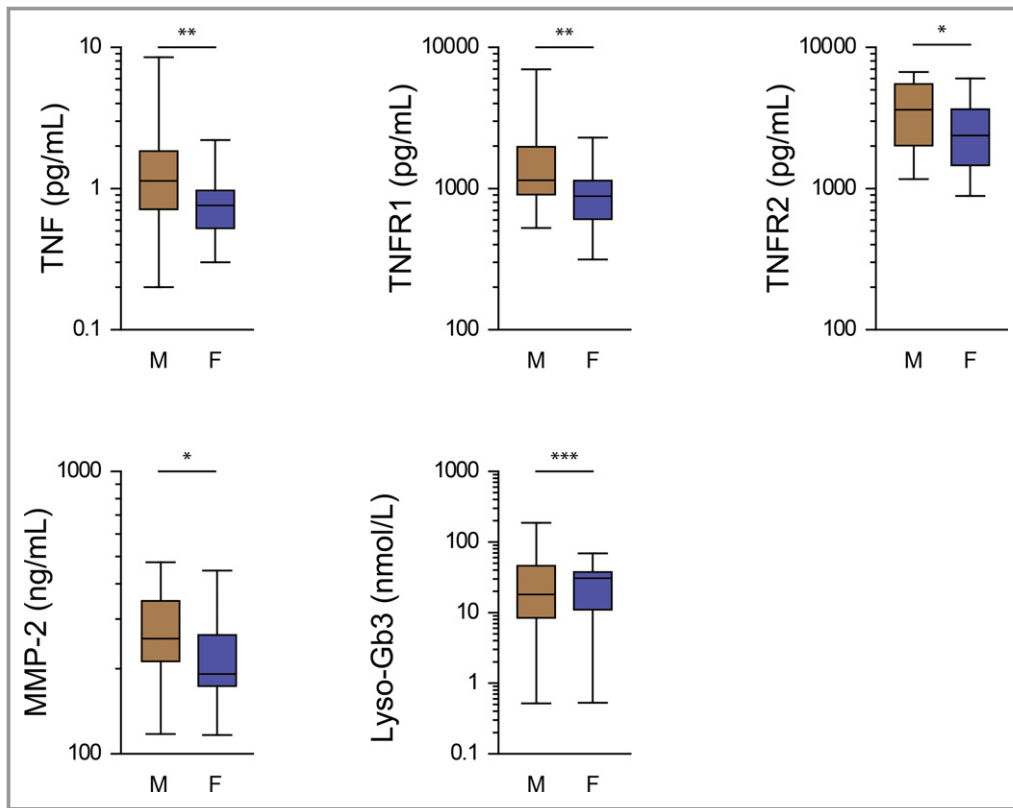 TNF (pg/mL)
10
1
0.1
**
M F
TNFR1 (pg/mL)
10000
1000
100
**
M F
TNFR2 (pg/mL)
10000
1000
100
*
M F
MMP-2 (ng/mL)
1000
100
*
M F
Lyso-Gb3 (nmol/L)
1000
100
10
1
0.1
***
M F